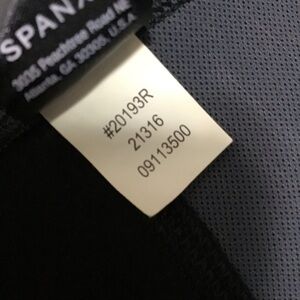 SPANX
3035 Peachtree Road NE
Atlanta, GA 30305, U.S.A
#20193R
21316
09113500